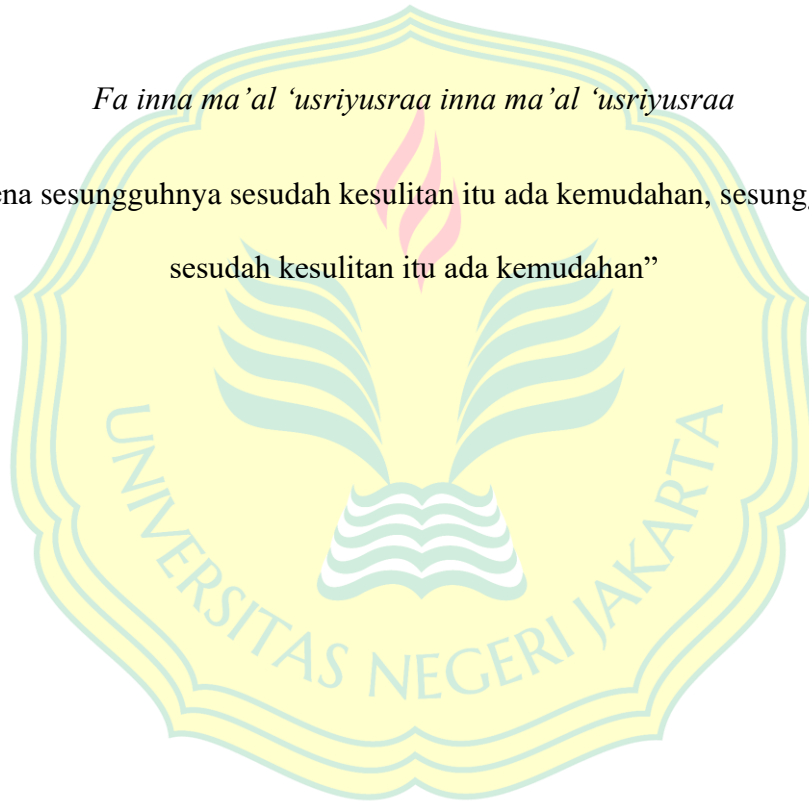 Fa inna ma’al ‘usriyusraa inna ma’al ‘usriyusraa
sesungguhnya sesudah kesulitan itu ada kemudahan,
sesudah kesulitan itu ada kemudahan”
UNIVERSITAS NEGERI JAKARTA